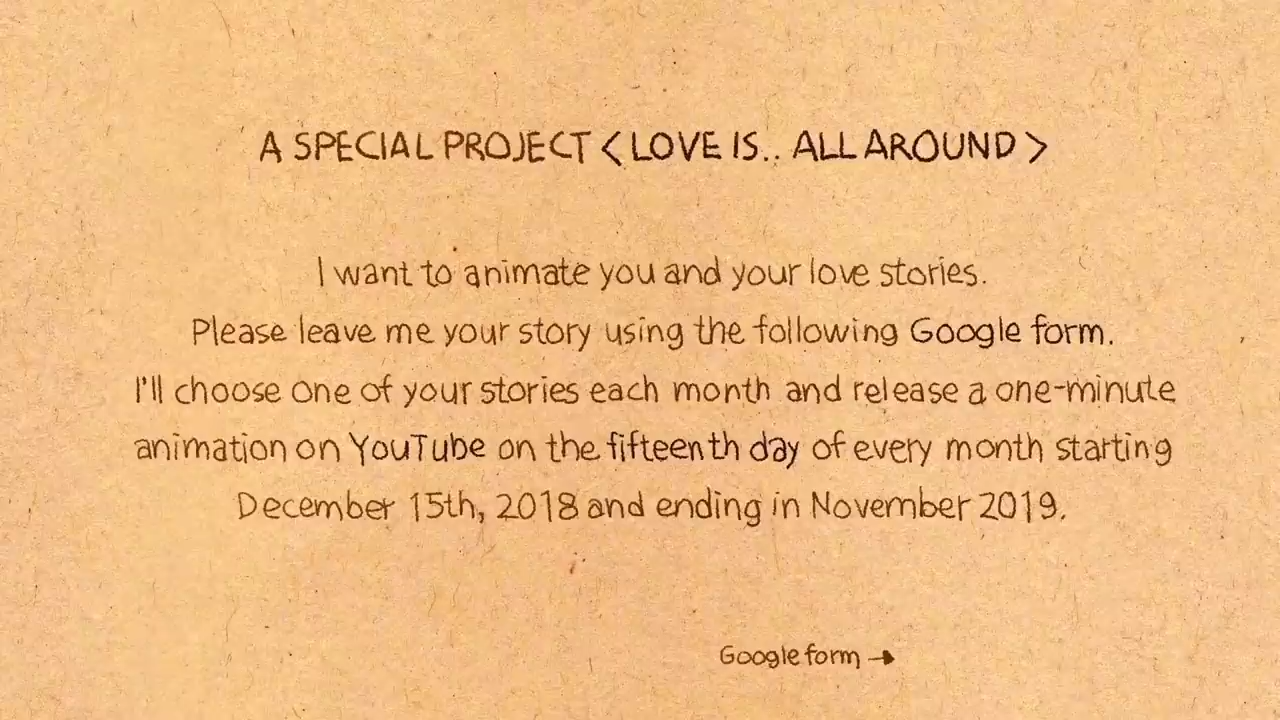 A SPECIAL PROJECT <LOVE IS.. ALL AROUND>
I want to animate you and your love stories.
Please leave me your story using the following Google form.
I'll choose one of your stories each month and release a one-minute
animation on YouTube on the fifteenth day of every month starting
December 15th, 2018 and ending in November 2019.
Google form →